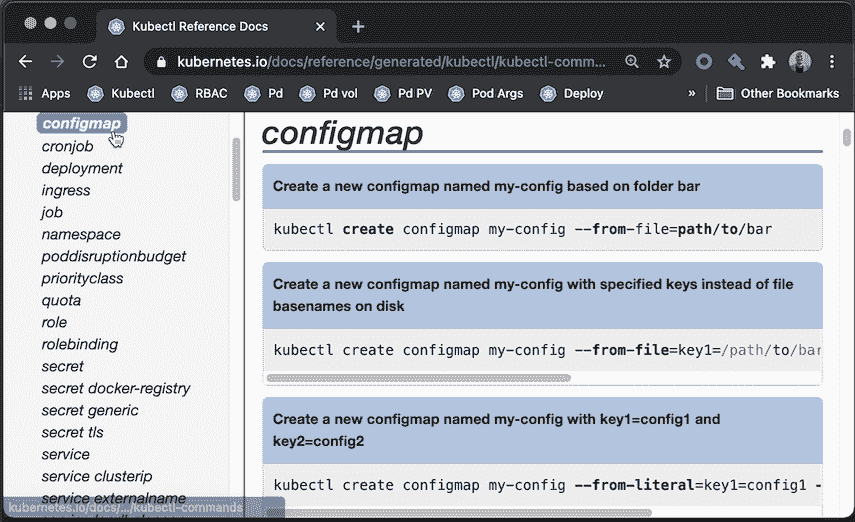 Kubectl Reference Docs
kubernetes.io/docs/reference/generated/kubectl/kubectl-comm...
Apps Kubectl RBAC Pd Pd vol Pd PV Pod Args Deploy » Other Bookmarks
configmap
cronjob
deployment
ingress
job
namespace
poddisruptionbudget
priorityclass
quota
role
rolebinding
secret
secret docker-registry
secret generic
secret tls
service
service clusterip
service externalname
kubernetes.io/docs/.../kubectl-commands
configmap
Create a new configmap named my-config based on folder bar
kubectl create configmap my-config --from-file=path/to/bar
Create a new configmap named my-config with specified keys instead of file
basenames on disk
kubectl create configmap my-config --from-file=key1=/path/to/bar
Create a new configmap named my-config with key1=config1 and
key2=config2
kubectl create configmap my-config --from-literal=key1=config1 -